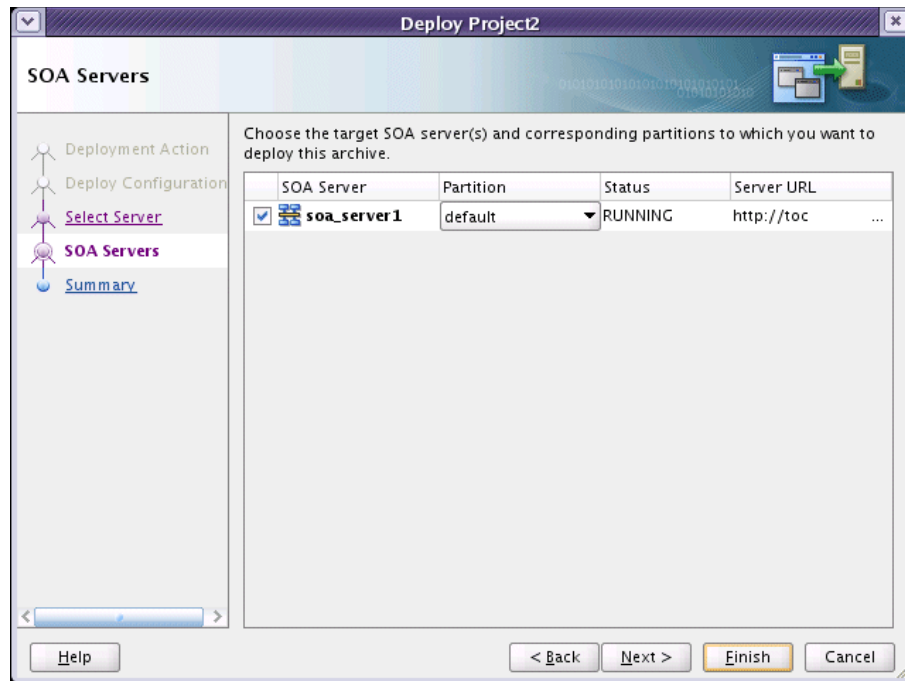 Deploy Project2
SOA Servers
Deployment Action
Deploy Configuration
Select Server
SOA Servers
Summary
Choose the target SOA server(s) and corresponding partitions to which you want to
deploy this archive.
SOA Server Partition Status Server URL
soa_server1 default RUNNING http://toc ...
Help < Back Next > Finish Cancel